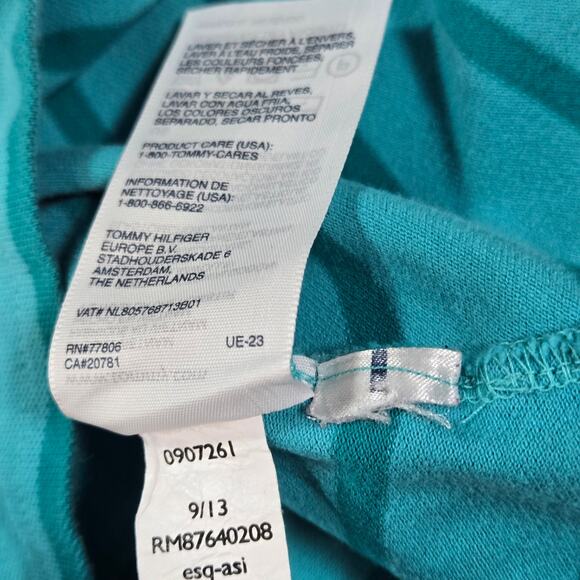 LAVER ET SÉCHER À L'ENVERS,
LAVER À L'EAU FROIDE, SÉPARER
LES COULEURS FONCÉES,
SÉCHER RAPIDEMENT.
LAVAR Y SECAR AL REVES,
LAVAR CON AGUA FRIA,
LOS COLORES OSCUROS
SEPARADO, SECAR PRONTO
PRODUCT CARE (USA):
1-800-TOMMY-CARES
INFORMATION DE
NETTOYAGE (USA):
1-800-866-6922
TOMMY HILFIGER
EUROPE B.V.
STADHOUDERSKADE 6
AMSTERDAM,
THE NETHERLANDS
VAT# NL805768713B01
RN#77806 UE-23
CA#20781
0907261
9/13
RM87640208
esq-asi